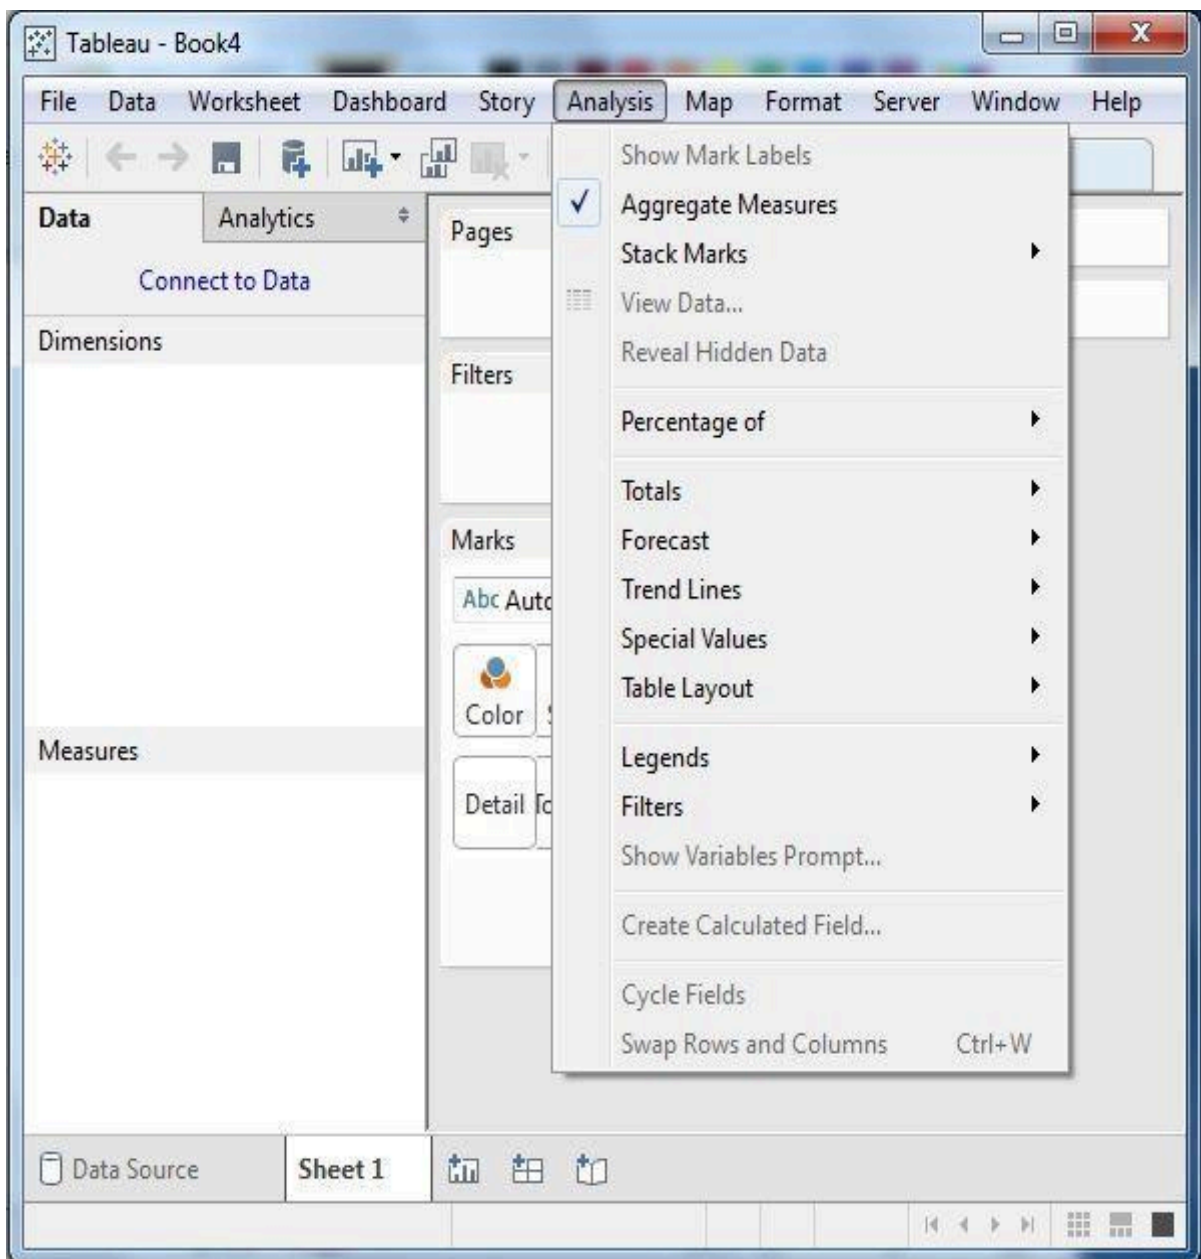 Tableau - Book4
File Data Worksheet Dashboard Story Analysis Map Format Server Window Help
Data Analytics
Connect to Data
Dimensions
Measures
Pages
Filters
Marks
Abc Auto
Color
Detail
Show Mark Labels
Aggregate Measures
Stack Marks
View Data...
Reveal Hidden Data
Percentage of
Totals
Forecast
Trend Lines
Special Values
Table Layout
Legends
Filters
Show Variables Prompt...
Create Calculated Field...
Cycle Fields
Swap Rows and Columns Ctrl+W
Data Source Sheet 1